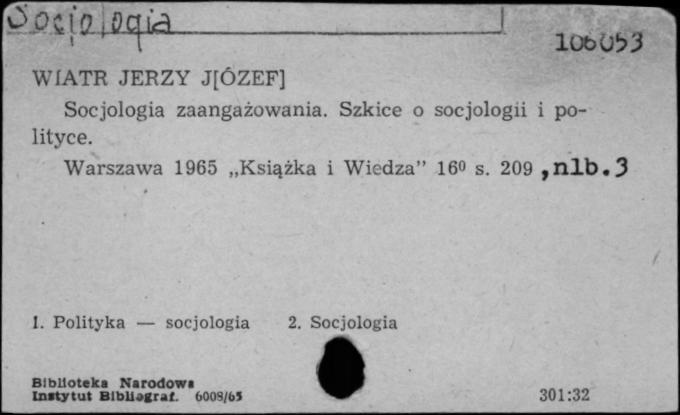 Socjologia
106053
WIATR JERZY J[ÓZEF]
Socjologia zaangażowania. Szkice o socjologii i po-
lityce.
Warszawa 1965 „Książka i Wiedza” 16⁰ s. 209 , nlb. 3
1. Polityka — socjologia 2. Socjologia
Biblioteka Narodowa
Instytut Bibliograf. 6008/65
301:32